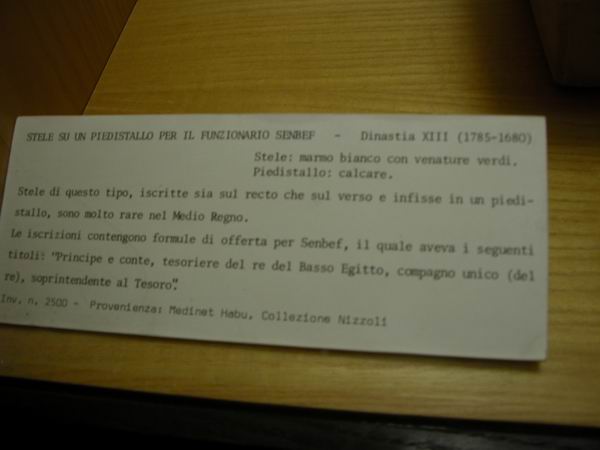 STELE SU UN PIEDISTALLO PER IL FUNZIONARIO SENBEF - Dinastia XIII (1785-1680)
Stele: marmo bianco con venature verdi.
Piedistallo: calcare.
Stele di questo tipo, iscritte sia sul recto che sul verso e infisse in un piedi-
stallo, sono molto rare nel Medio Regno.
Le iscrizioni contengono formule di offerta per Senbef, il quale aveva i seguenti
titoli: "Principe e conte, tesoriere del re del Basso Egitto, compagno unico (del
re), soprintendente al Tesoro".
Inv. n. 2500 - Provenienza: Medinet Habu, Collezione Nizzoli